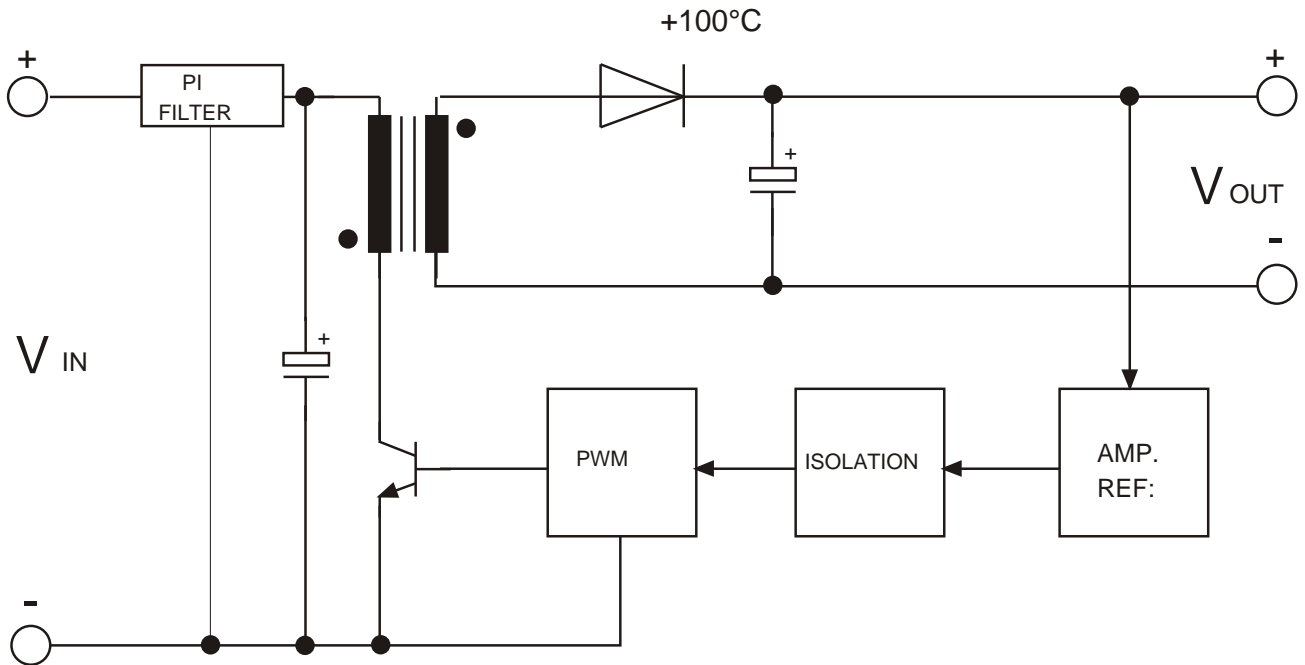 +100°C
+
PI
FILTER
+
+
V OUT
-
+
V IN
PWM
ISOLATION
AMP.
REF:
-